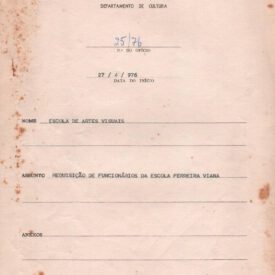 DEPARTAMENTO DE CULTURA
25/76
Nº DO OFÍCIO
27 / 4 / 976
DATA DO INÍCIO
NOME ESCOLA DE ARTES VISUAIS
ASSUNTO REQUISIÇÃO DE FUNCIONÁRIOS DA ESCOLA FERREIRA VIANA
ANEXOS